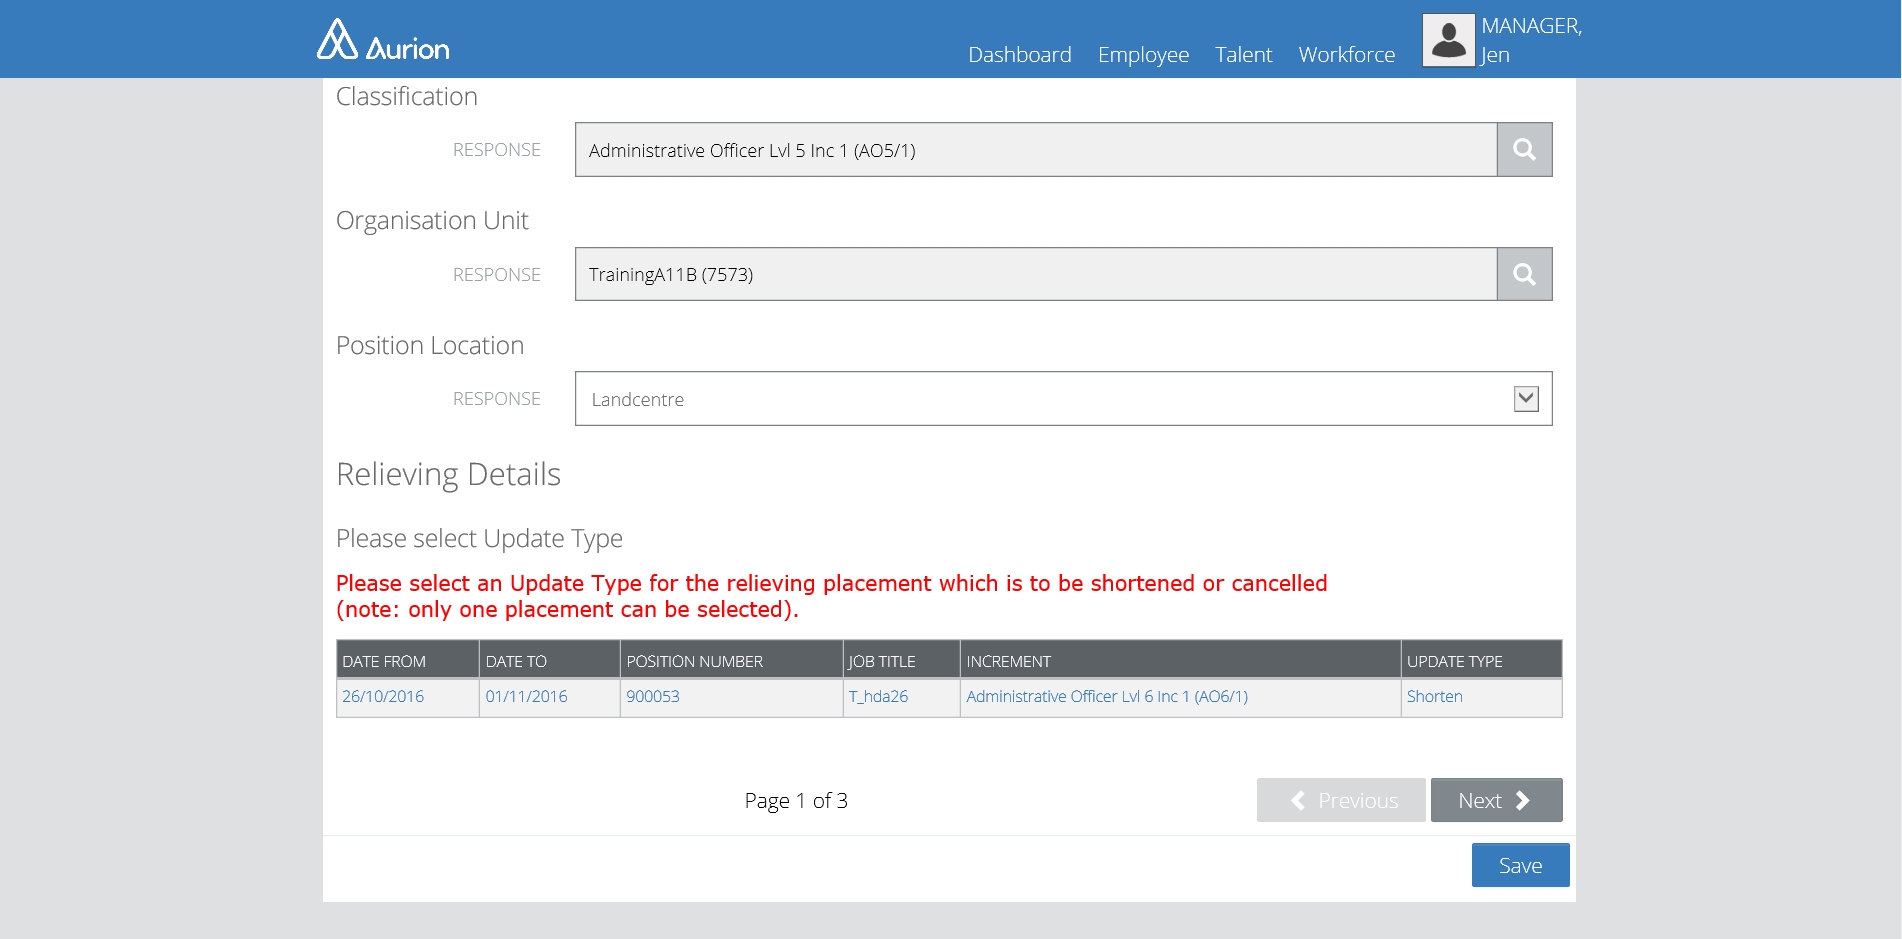 Aurion
Dashboard Employee Talent Workforce
MANAGER,
Jen
Classification
RESPONSE
Administrative Officer Lvl 5 Inc 1 (AO5/1)
Organisation Unit
RESPONSE
TrainingA11B (7573)
Position Location
RESPONSE
Landcentre
Relieving Details
Please select Update Type
Please select an Update Type for the relieving placement which is to be shortened or cancelled
(note: only one placement can be selected).
DATE FROM DATE TO POSITION NUMBER JOB TITLE INCREMENT UPDATE TYPE
26/10/2016 01/11/2016 900053 T_hda26 Administrative Officer Lvl 6 Inc 1 (AO6/1) Shorten
Page 1 of 3
Previous
Next
Save